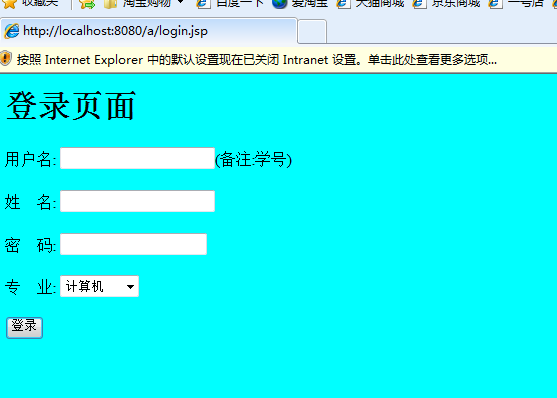 收藏夹 淘宝购物 百度一下 爱淘宝 天猫商城 京东商城 一号店
http://localhost:8080/a/login.jsp
按照 Internet Explorer 中的默认设置现在已关闭 Intranet 设置。单击此处查看更多选项...
登录页面
用户名: (备注:学号)
姓 名:
密 码:
专 业: 计算机
登录